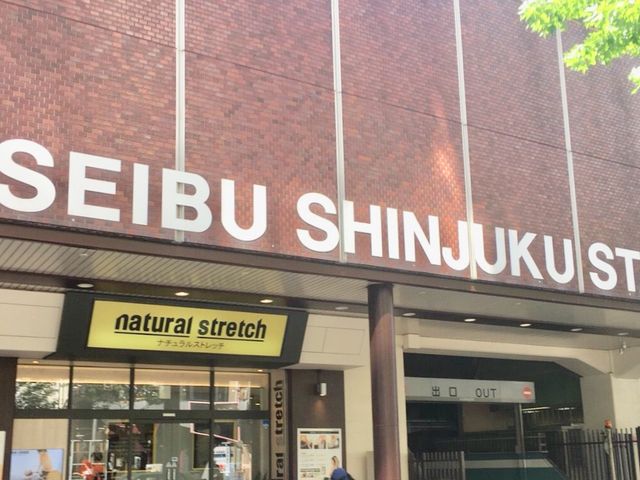 SEIBU SHINJUKU ST
natural stretch
ナチュラルストレッチ
出口 OUT
ural stretch